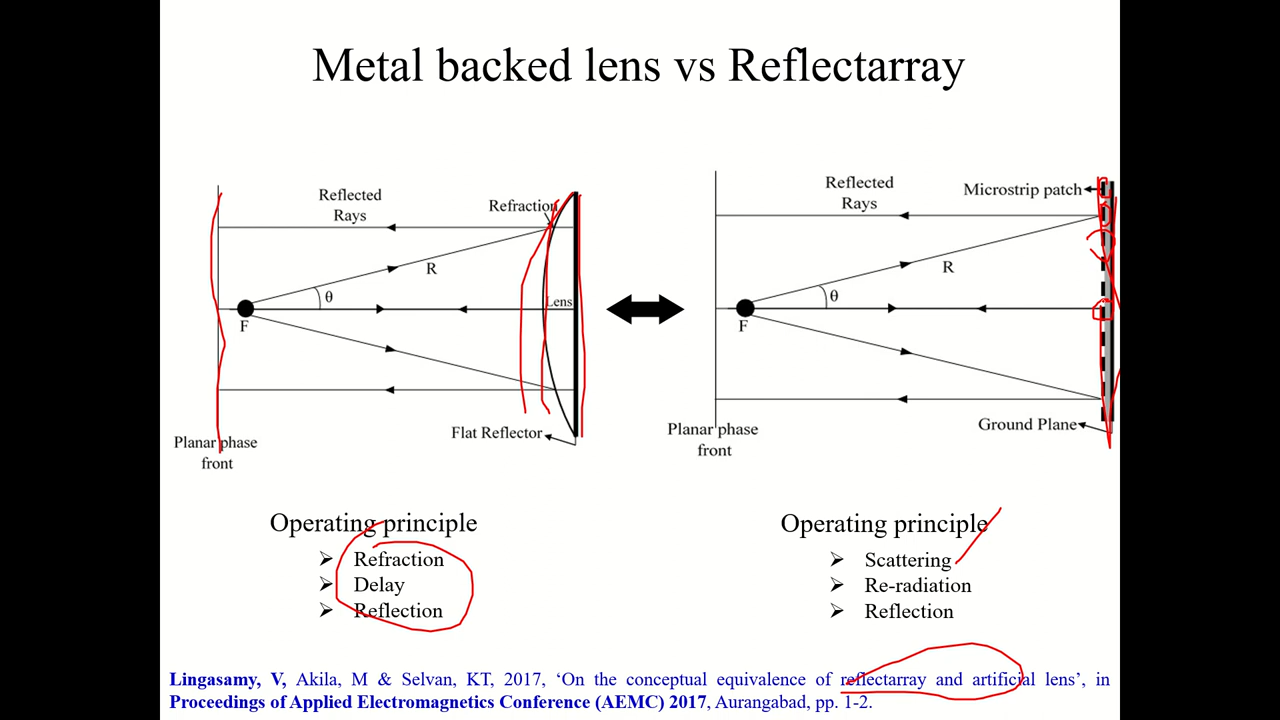 Metal backed lens vs Reflectarray
Reflected
Rays
Refraction
R
θ
Lens
F
Flat Reflector
Planar phase
front
Reflected
Rays
Microstrip patch
R
θ
F
Ground Plane
Planar phase
front
Operating principle
➢ Refraction
➢ Delay
➢ Reflection
Operating principle
➢ Scattering
➢ Re-radiation
➢ Reflection
Lingasamy, V, Akila, M & Selvan, KT, 2017, ‘On the conceptual equivalence of reflectarray and artificial lens’, in
Proceedings of Applied Electromagnetics Conference (AEMC) 2017, Aurangabad, pp. 1-2.